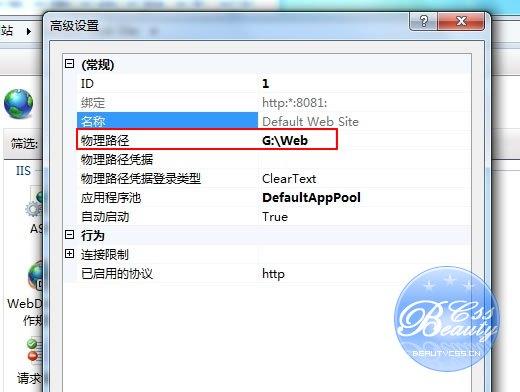 站
高级设置
(常规)
ID 1
绑定 http:*:8081:
名称 Default Web Site
物理路径 G:\Web
物理路径凭据
物理路径凭据登录类型 ClearText
应用程序池 DefaultAppPool
自动启动 True
行为
连接限制
已启用的协议 http
筛选:
IIS
AS
WebD
作规
请求
Css
Beauty
BEAUTYCSS.CN